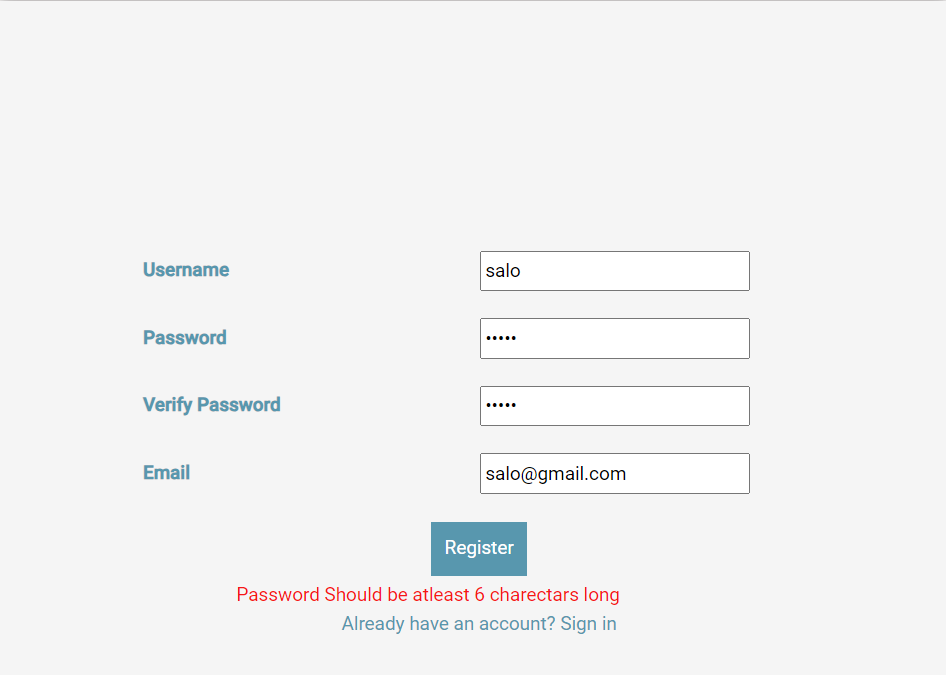 Username
salo
Password
•••••
Verify Password
•••••
Email
salo@gmail.com
Register
Password Should be atleast 6 charectars long
Already have an account? Sign in